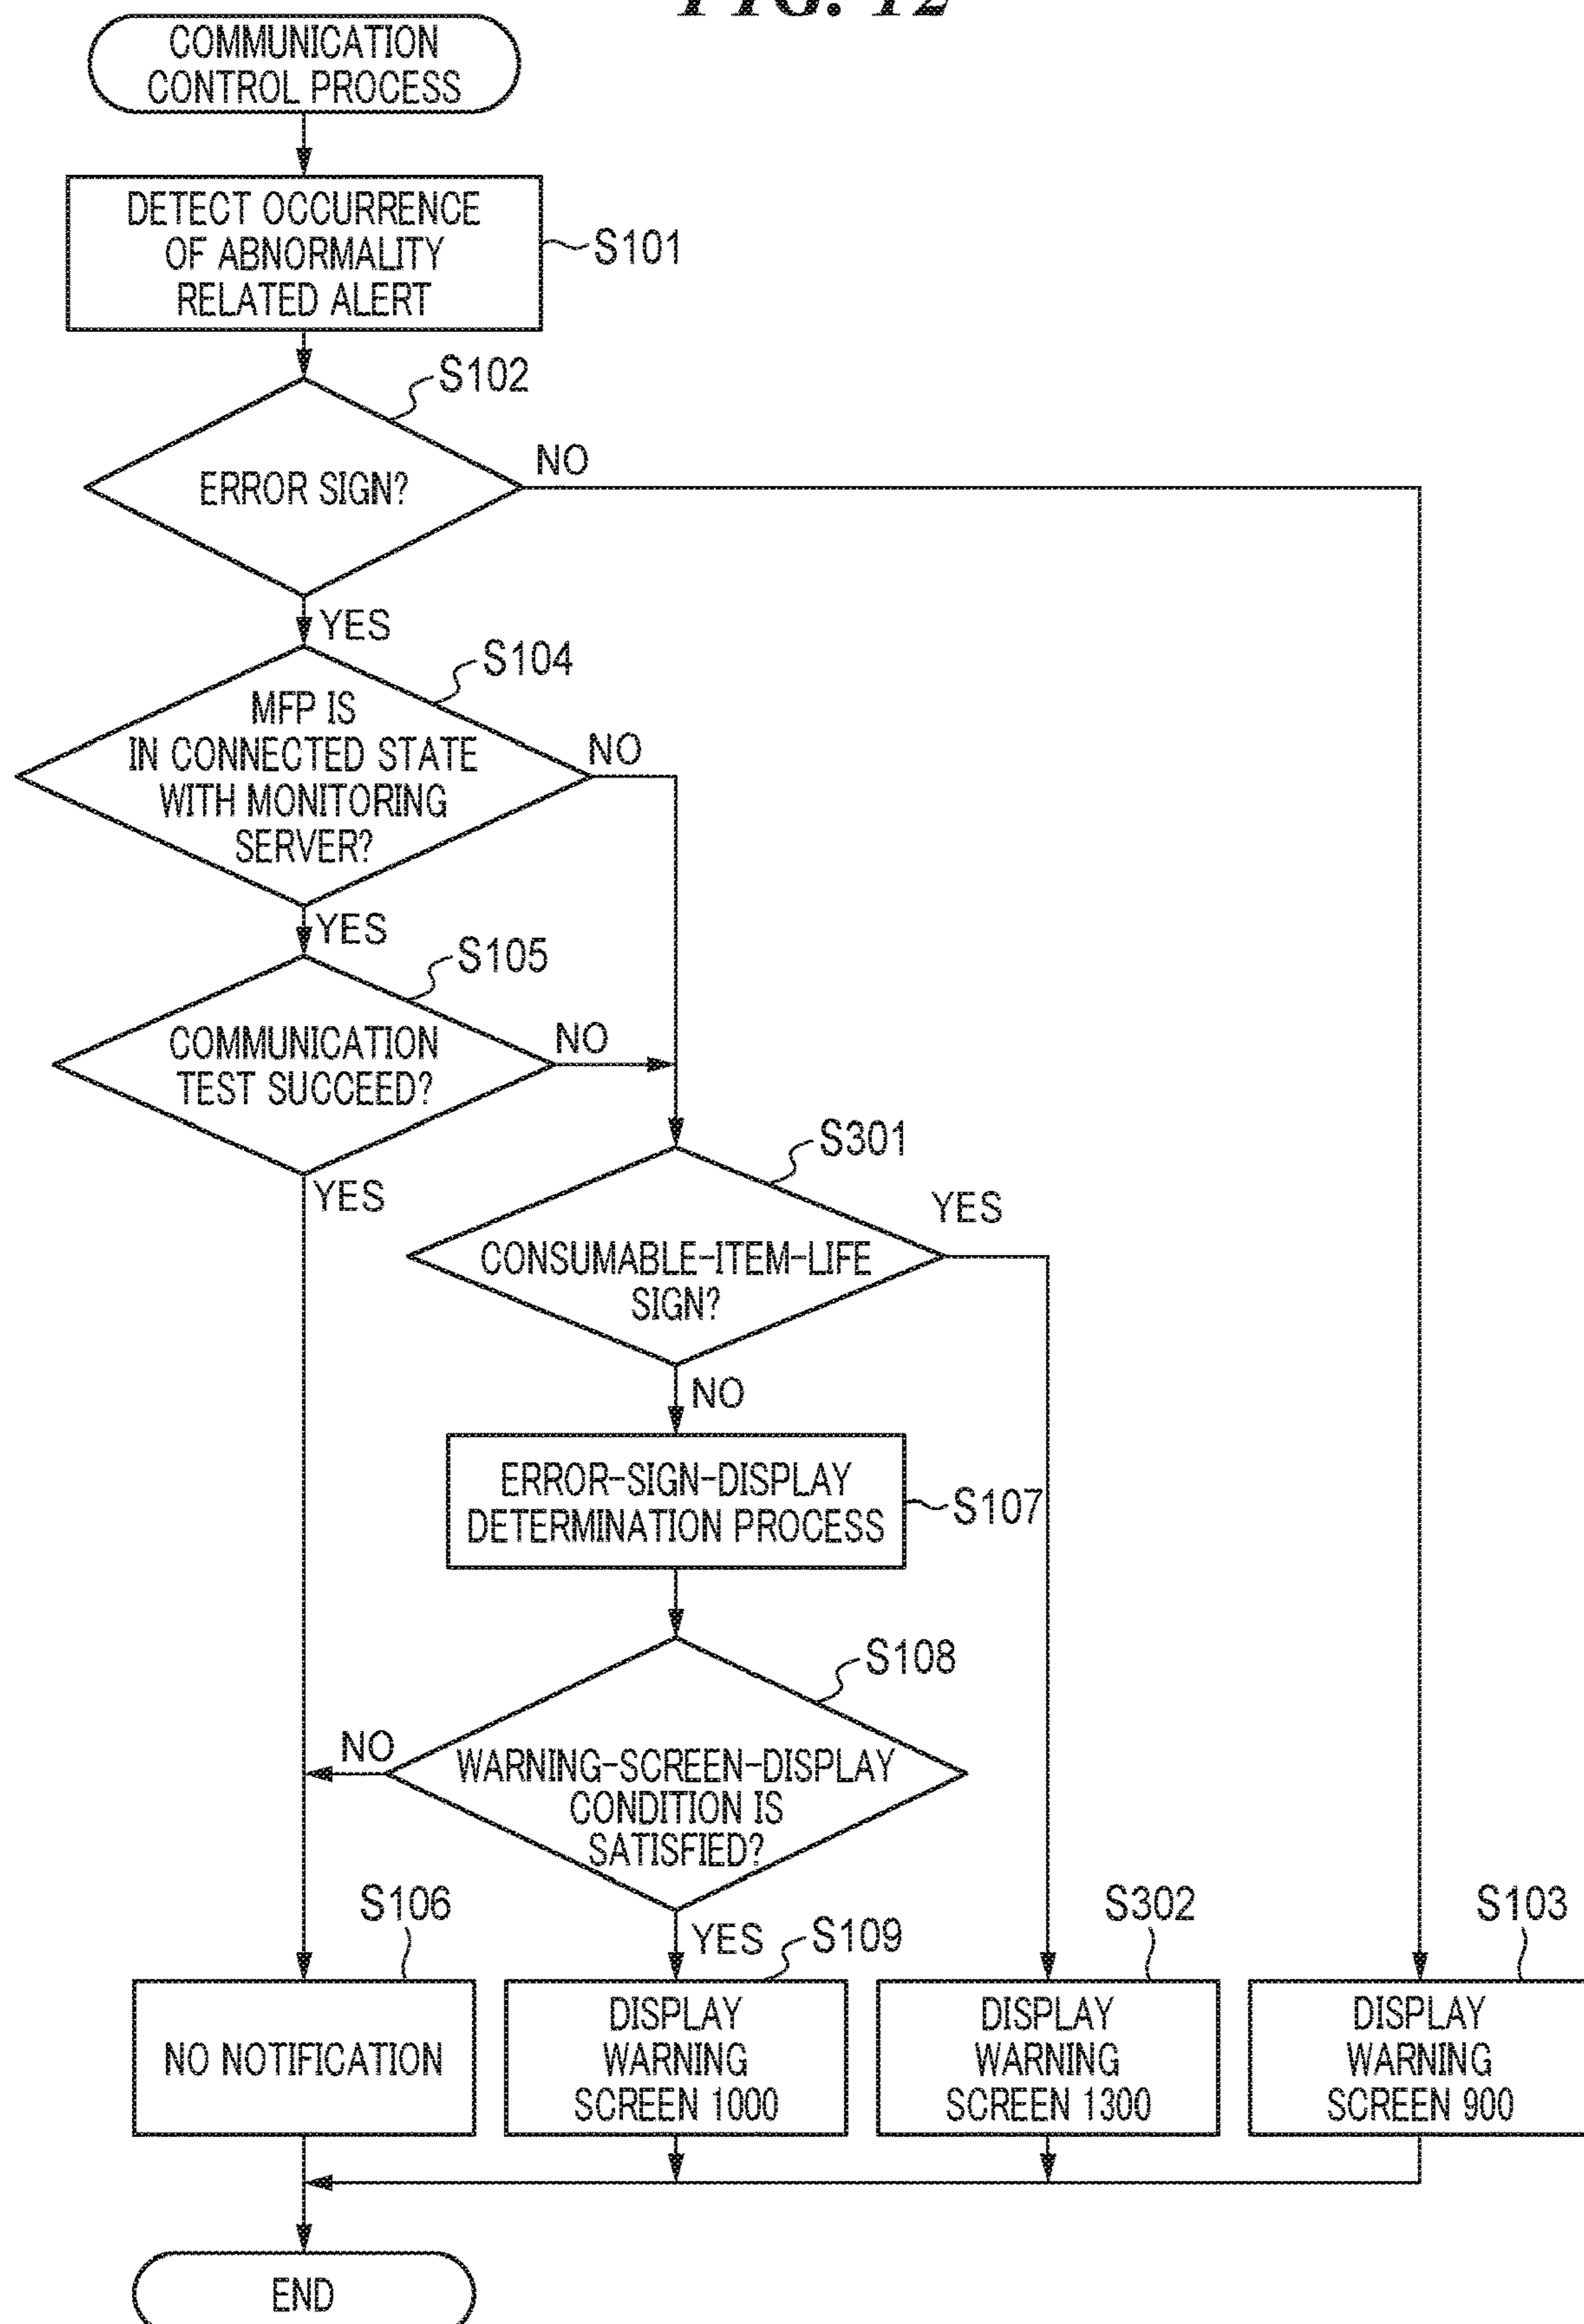 FIG. 12
COMMUNICATION
CONTROL PROCESS
DETECT OCCURRENCE
OF ABNORMALITY
RELATED ALERT
S101
S102
ERROR SIGN?
NO
YES
S104
MFP IS
IN CONNECTED STATE
WITH MONITORING
SERVER?
NO
YES
S105
COMMUNICATION
TEST SUCCEED?
NO
YES
S301
CONSUMABLE-ITEM-LIFE
SIGN?
YES
NO
ERROR-SIGN-DISPLAY
DETERMINATION PROCESS
S107
S108
WARNING-SCREEN-DISPLAY
CONDITION IS
SATISFIED?
NO
YES
S106
NO NOTIFICATION
S109
DISPLAY
WARNING
SCREEN 1000
S302
DISPLAY
WARNING
SCREEN 1300
S103
DISPLAY
WARNING
SCREEN 900
END